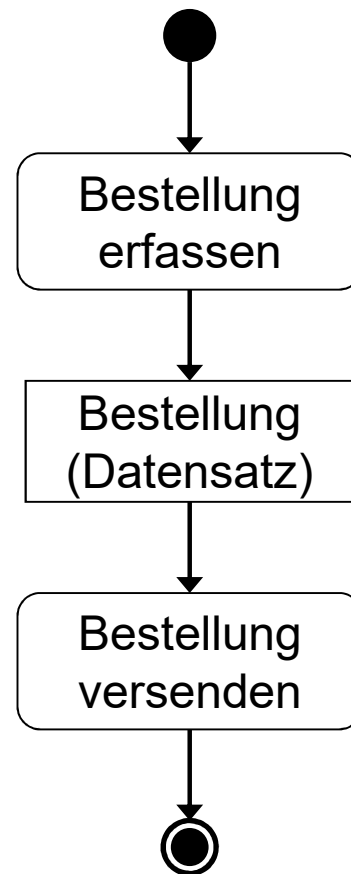 Bestellung
erfassen
Bestellung
(Datensatz)
Bestellung
versenden